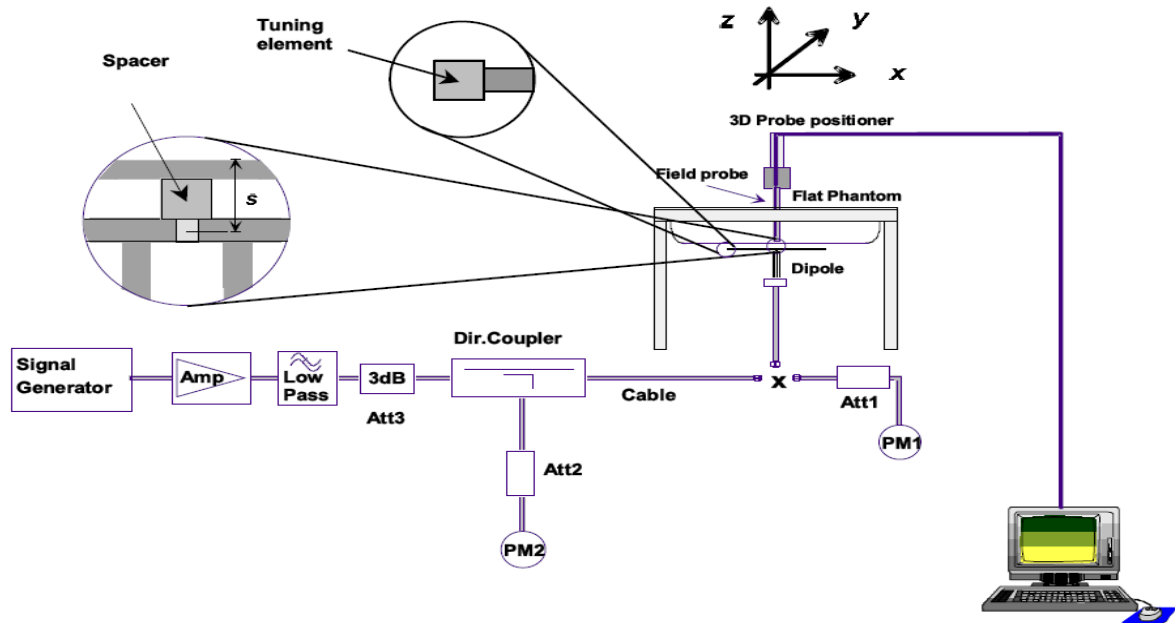 Tuning
element
Spacer
s
z
y
x
3D Probe positioner
Field probe
Flat Phantom
Dipole
Dir.Coupler
Signal
Generator
Amp
Low
Pass
3dB
Att3
Cable
x
Att1
PM1
Att2
PM2